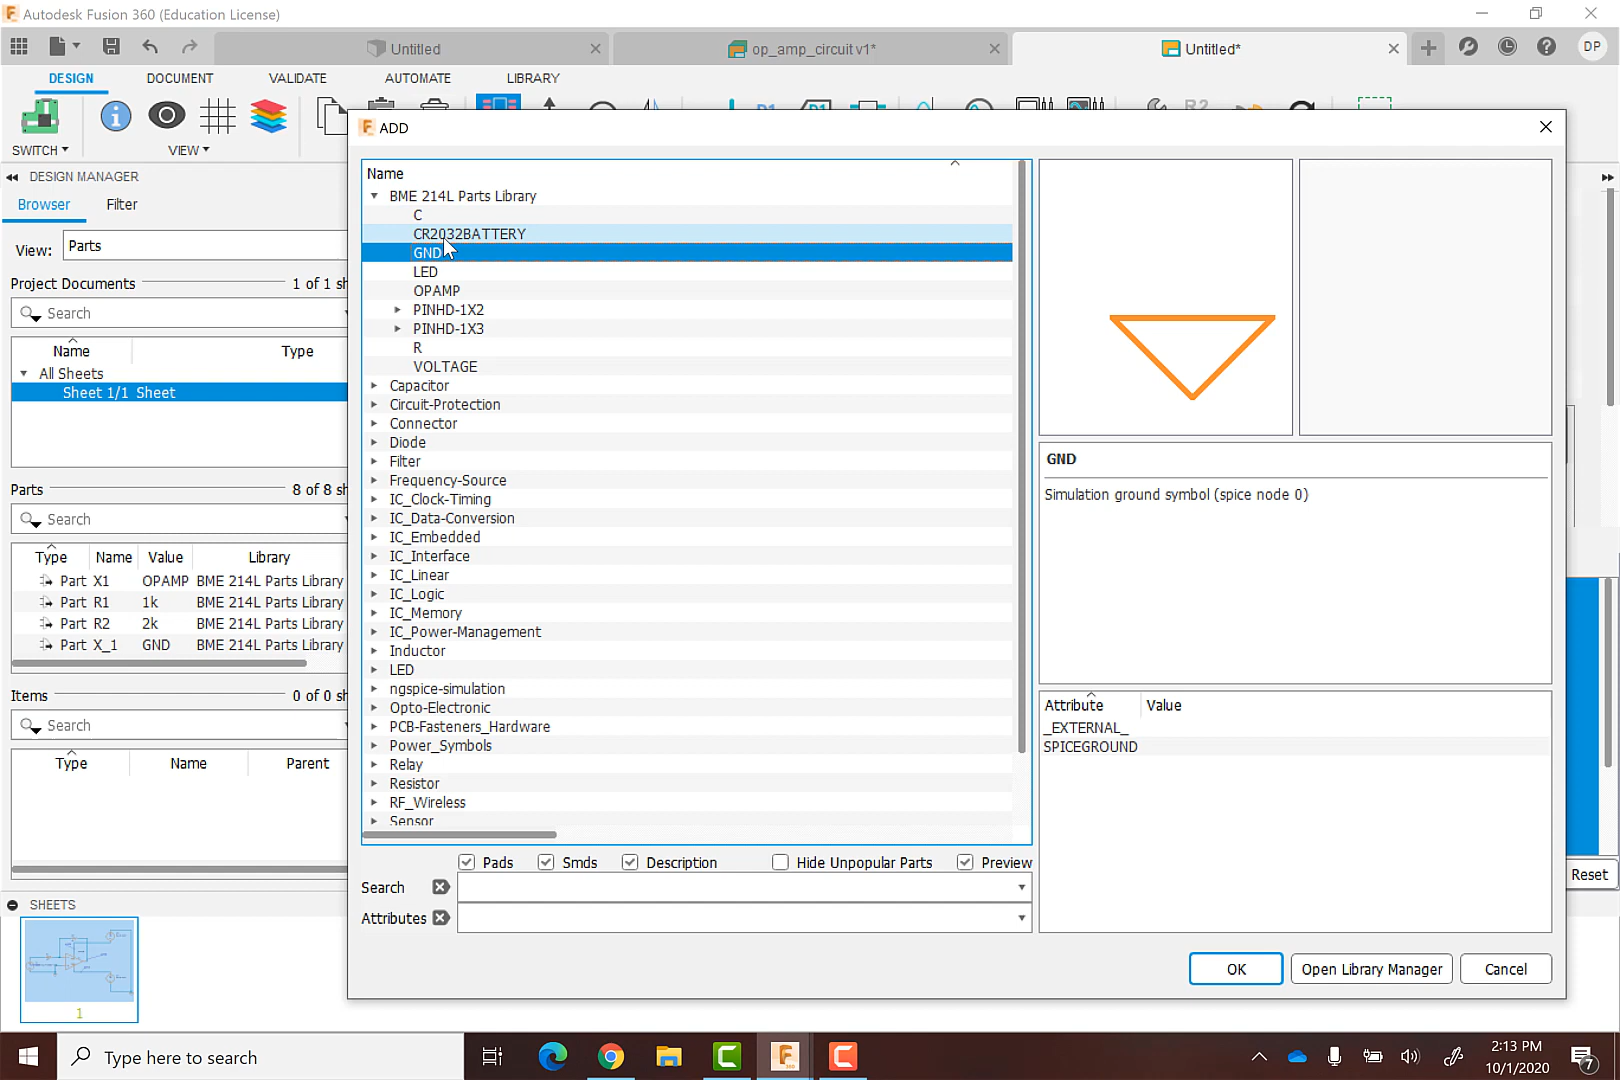 Autodesk Fusion 360 (Education License)
Untitled
op_amp_circuit v1*
Untitled*
DP
DESIGN
DOCUMENT
VALIDATE
AUTOMATE
LIBRARY
SWITCH
VIEW
DESIGN MANAGER
Browser
Filter
View:
Parts
Project Documents
1 of 1 sh
Search
Name
Type
All Sheets
Sheet 1/1 Sheet
Parts
8 of 8 sh
Search
Type Name Value Library
Part X1 OPAMP BME 214L Parts Library
Part R1 1k BME 214L Parts Library
Part R2 2k BME 214L Parts Library
Part X_1 GND BME 214L Parts Library
Items
0 of 0 sh
Search
Type Name Parent
SHEETS
1
ADD
Name
BME 214L Parts Library
C
CR2032BATTERY
GND
LED
OPAMP
PINHD-1X2
PINHD-1X3
R
VOLTAGE
Capacitor
Circuit-Protection
Connector
Diode
Filter
Frequency-Source
IC_Clock-Timing
IC_Data-Conversion
IC_Embedded
IC_Interface
IC_Linear
IC_Logic
IC_Memory
IC_Power-Management
Inductor
LED
ngspice-simulation
Opto-Electronic
PCB-Fasteners_Hardware
Power_Symbols
Relay
Resistor
RF_Wireless
Sensor
Pads
Smds
Description
Hide Unpopular Parts
Preview
Search
Attributes
GND
Simulation ground symbol (spice node 0)
Attribute Value
_EXTERNAL_
SPICEGROUND
OK
Open Library Manager
Cancel
Reset
Type here to search
2:13 PM
10/1/2020
7